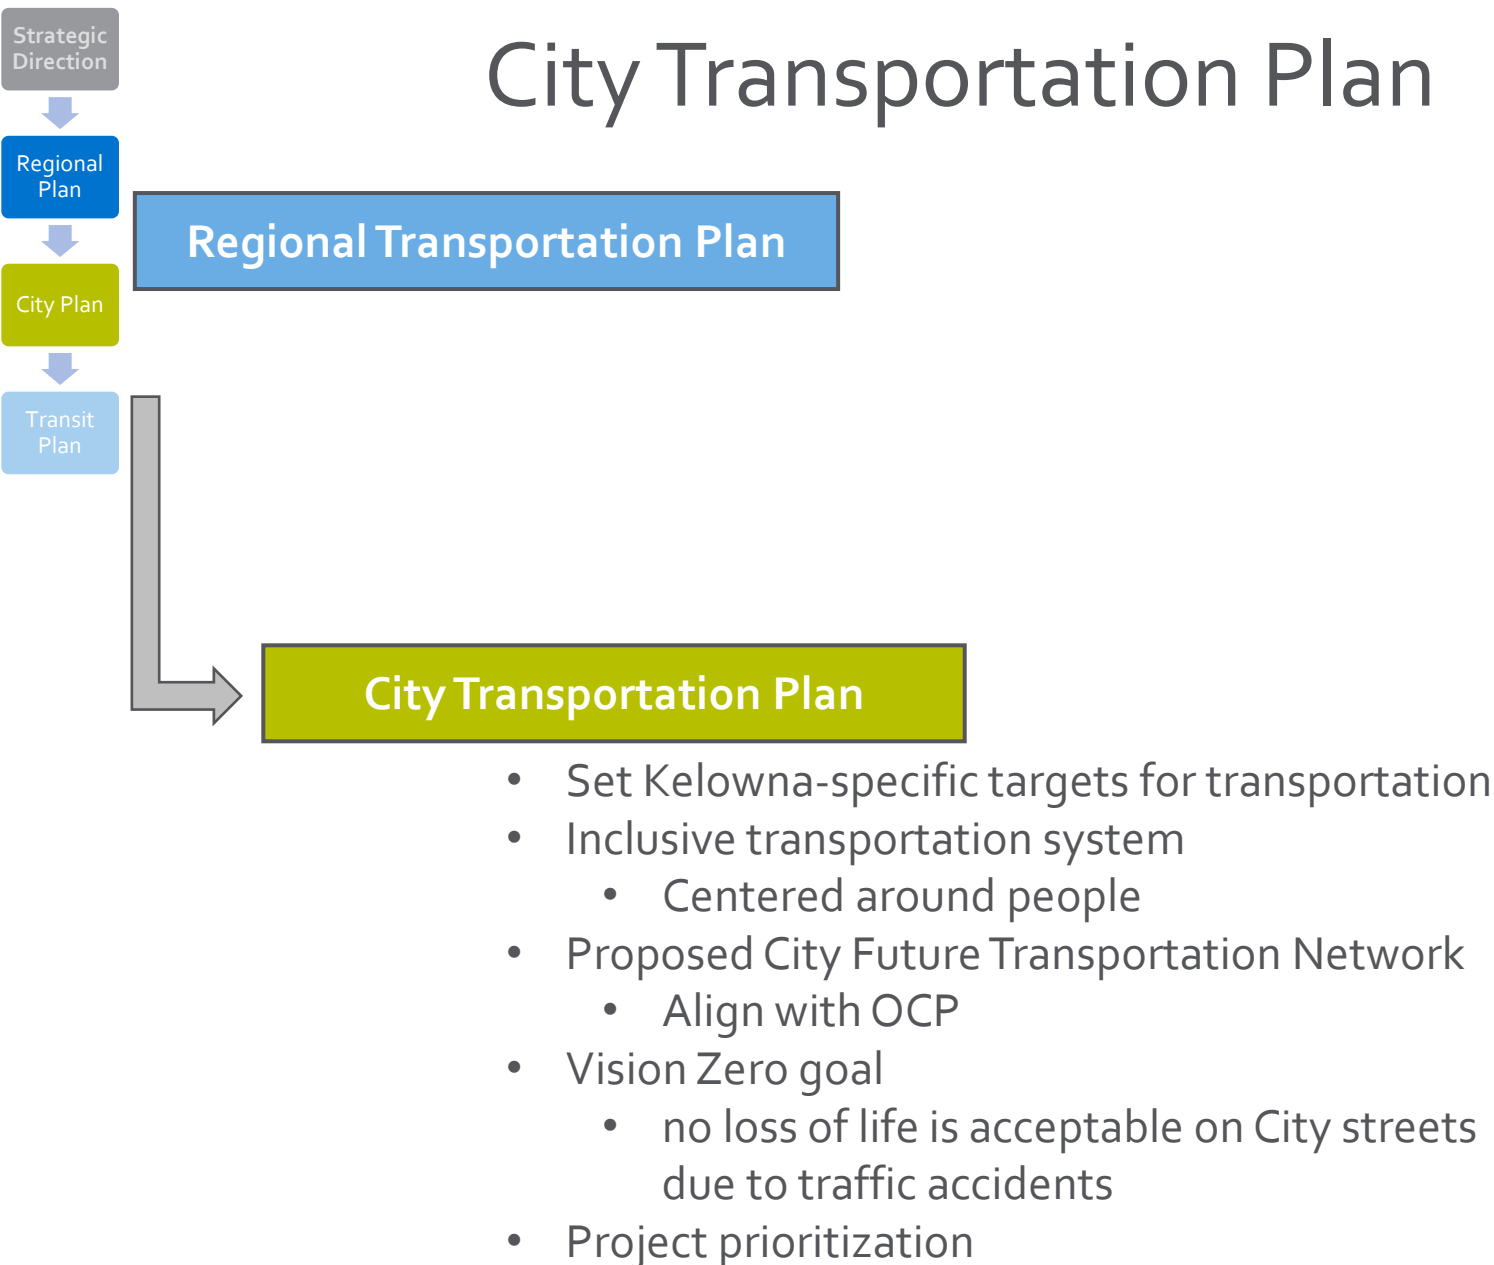 City Transportation Plan
Strategic
Direction
Regional
Plan
City Plan
Transit
Plan
Regional Transportation Plan
City Transportation Plan
• Set Kelowna-specific targets for transportation
• Inclusive transportation system
• Centered around people
• Proposed City Future Transportation Network
• Align with OCP
• Vision Zero goal
• no loss of life is acceptable on City streets
due to traffic accidents
• Project prioritization